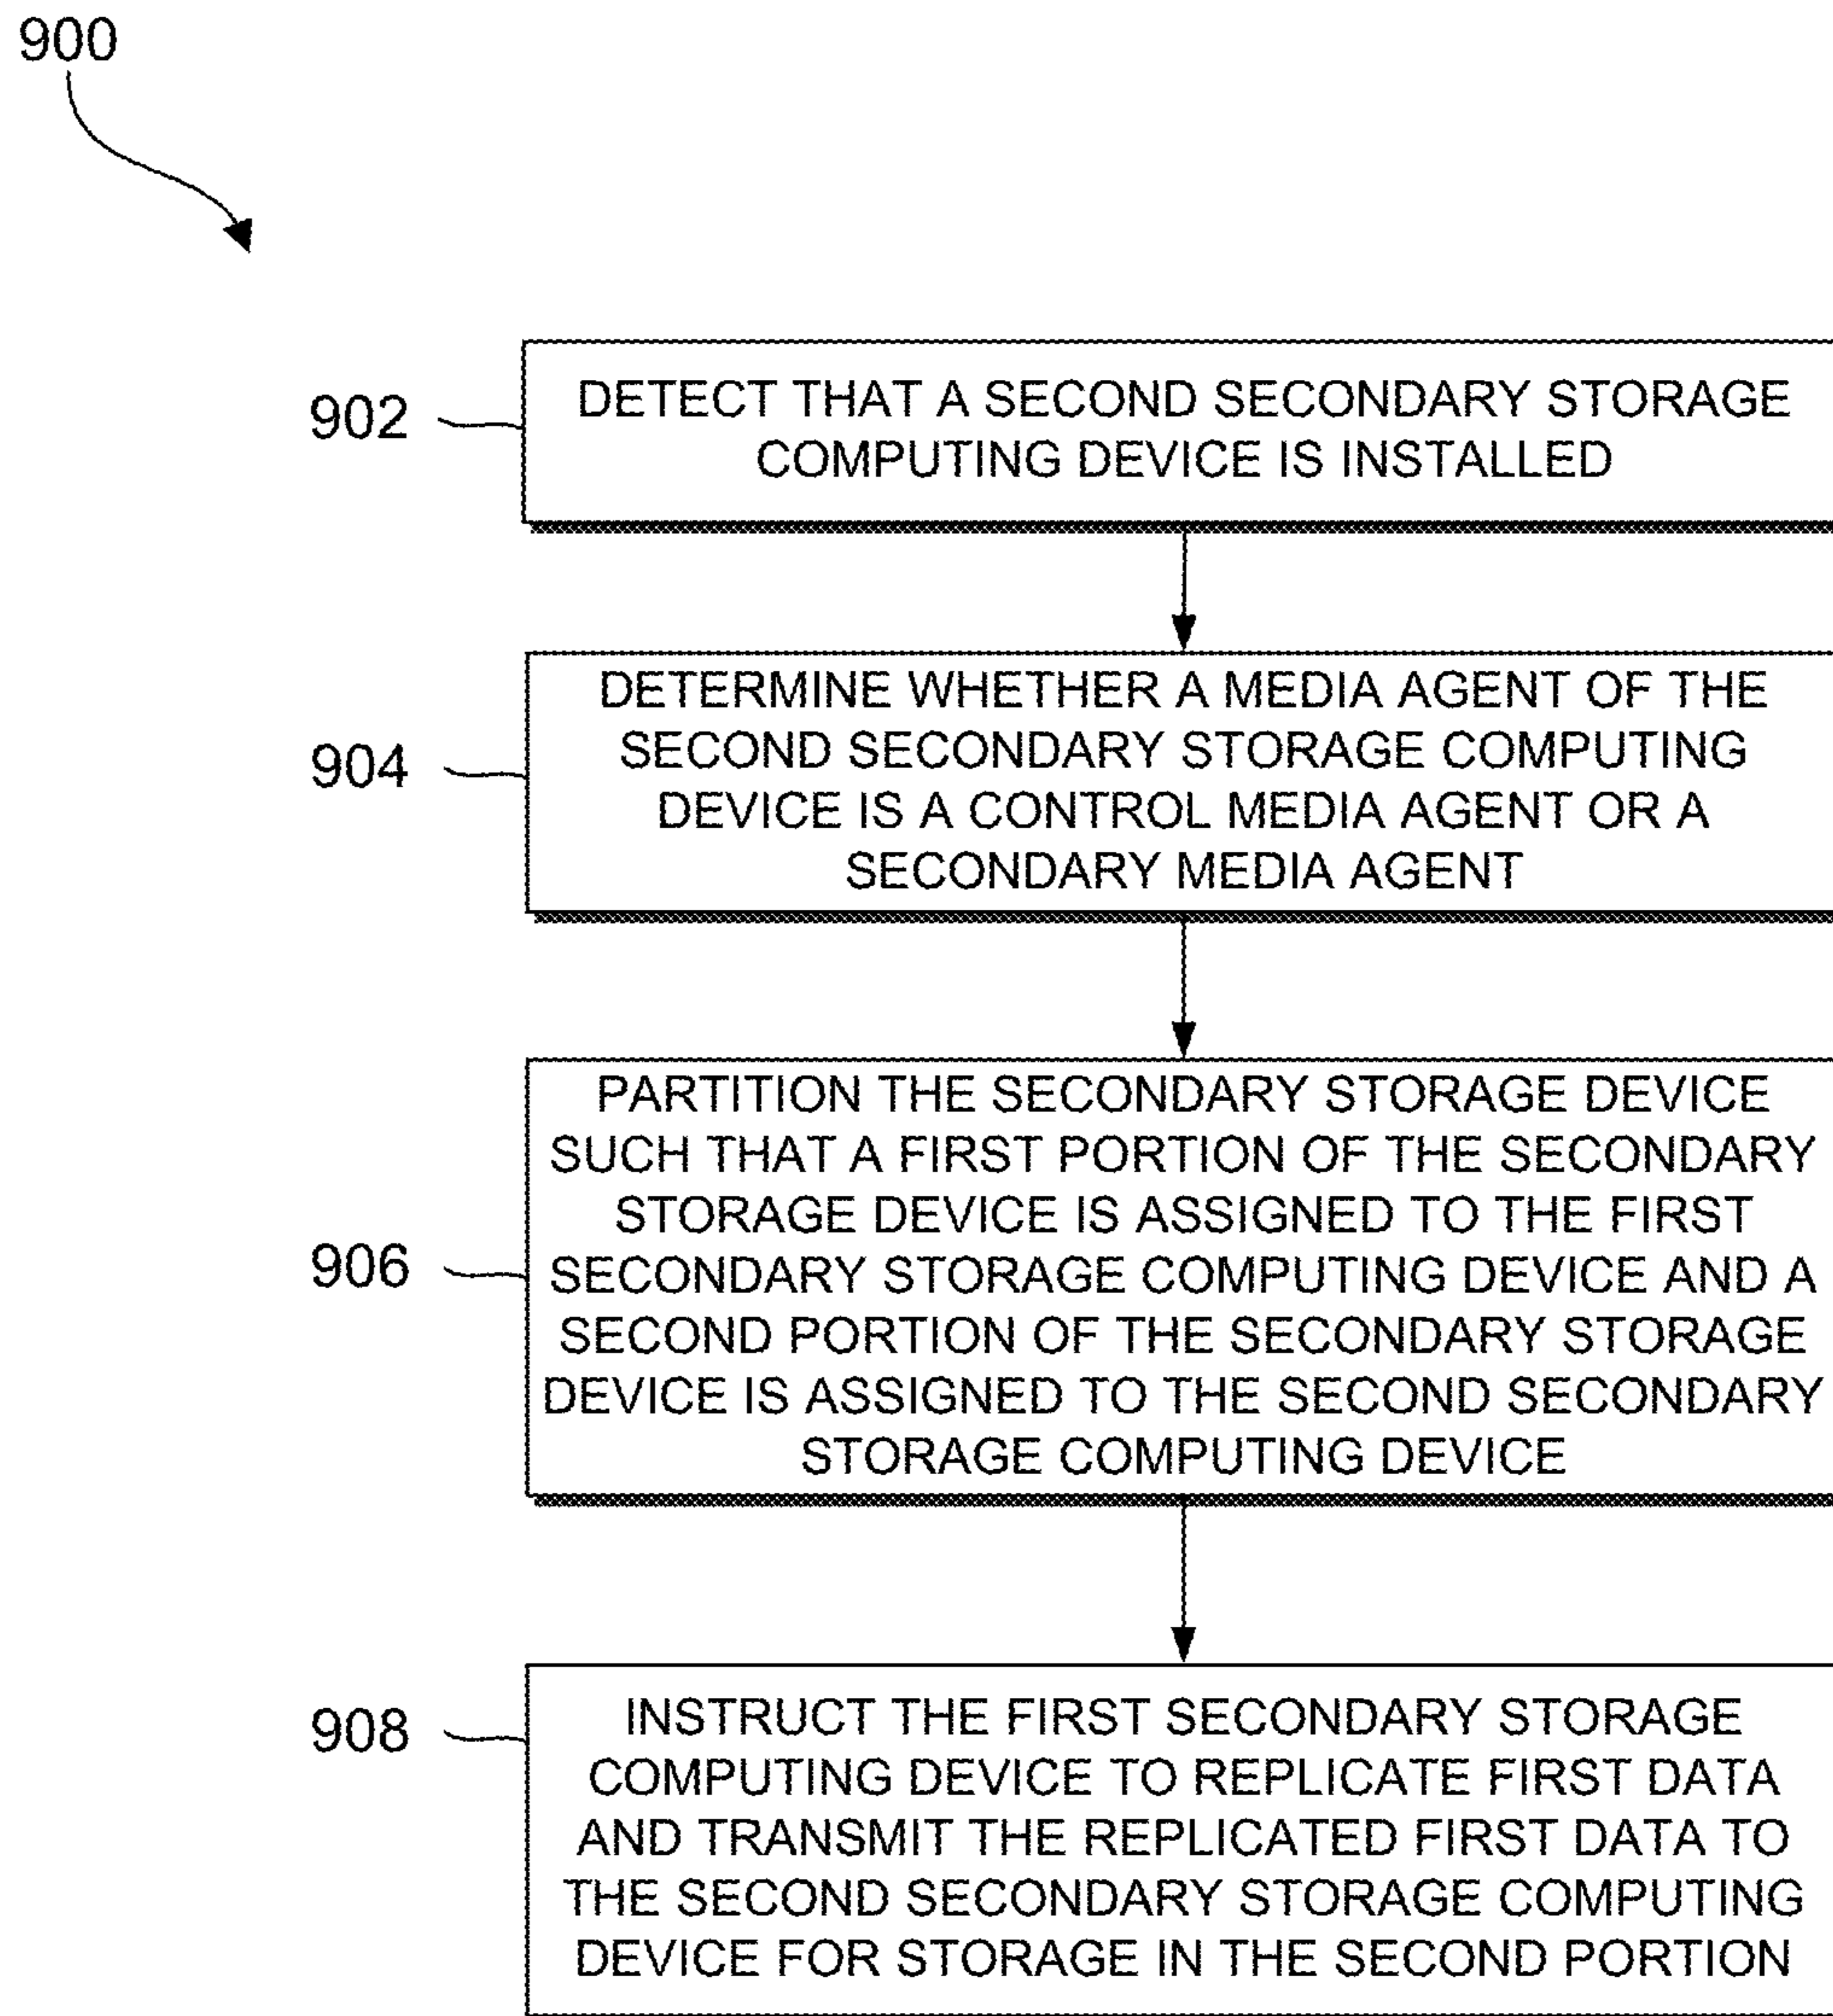 900
902
DETECT THAT A SECOND SECONDARY STORAGE
COMPUTING DEVICE IS INSTALLED
904
DETERMINE WHETHER A MEDIA AGENT OF THE
SECOND SECONDARY STORAGE COMPUTING
DEVICE IS A CONTROL MEDIA AGENT OR A
SECONDARY MEDIA AGENT
906
PARTITION THE SECONDARY STORAGE DEVICE
SUCH THAT A FIRST PORTION OF THE SECONDARY
STORAGE DEVICE IS ASSIGNED TO THE FIRST
SECONDARY STORAGE COMPUTING DEVICE AND A
SECOND PORTION OF THE SECONDARY STORAGE
DEVICE IS ASSIGNED TO THE SECOND SECONDARY
STORAGE COMPUTING DEVICE
908
INSTRUCT THE FIRST SECONDARY STORAGE
COMPUTING DEVICE TO REPLICATE FIRST DATA
AND TRANSMIT THE REPLICATED FIRST DATA TO
THE SECOND SECONDARY STORAGE COMPUTING
DEVICE FOR STORAGE IN THE SECOND PORTION